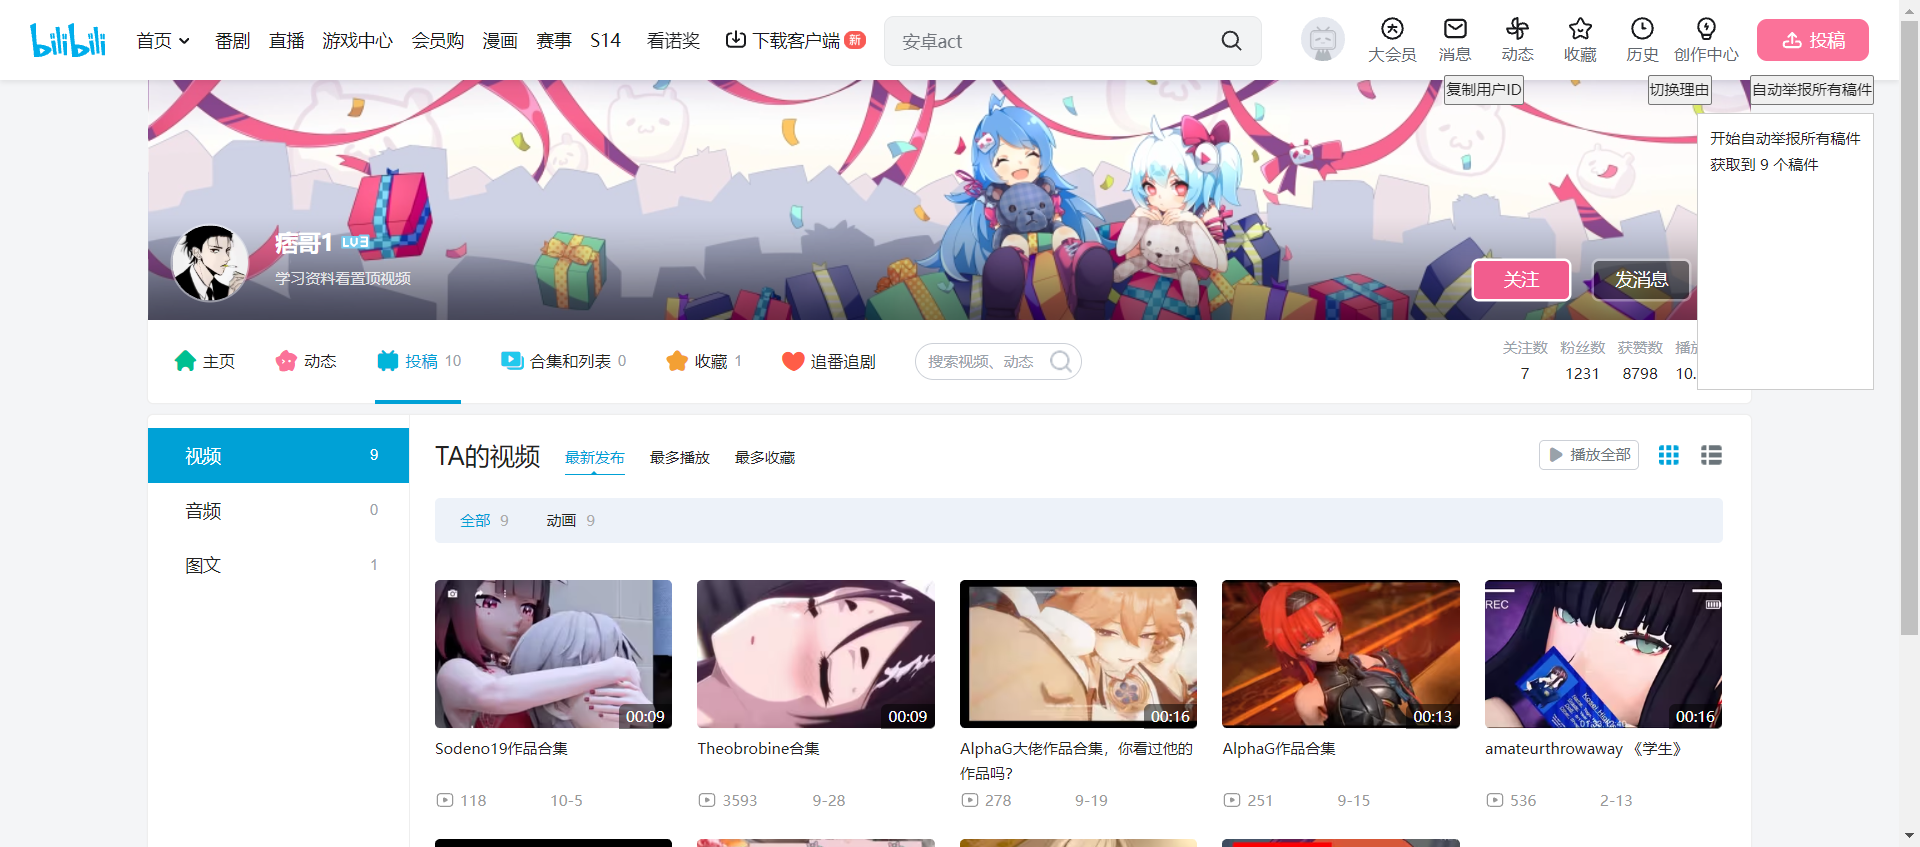 bilibili
首页
番剧
直播
游戏中心
会员购
漫画
赛事
S14
看诺奖
下载客户端
新
安卓act
大会员
消息
动态
收藏
历史
创作中心
投稿
复制用户ID
切换理由
自动举报所有稿件
开始自动举报所有稿件
获取到 9 个稿件
痞哥1 LV3
学习资料看置顶视频
关注
发消息
主页
动态
投稿 10
合集和列表 0
收藏 1
追番追剧
搜索视频、动态
关注数 粉丝数 获赞数 播放
7 1231 8798 10.
视频 9
音频 0
图文 1
TA的视频
最新发布
最多播放
最多收藏
播放全部
全部 9
动画 9
00:09
00:09
00:16
00:13
REC
00:16
Sodeno19作品合集
118 10-5
Theobrobine合集
3593 9-28
AlphaG大佬作品合集，你看过他的
作品吗?
278 9-19
AlphaG作品合集
251 9-15
amateurthrowaway 《学生》
536 2-13